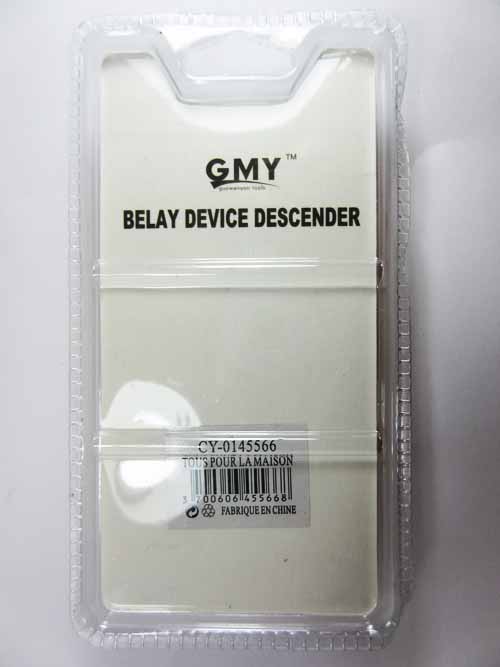 GMY™
BELAY DEVICE DESCENDER
CY-0145566
TOUS POUR LA MAISON
3 700606 455668
FABRIQUE EN CHINE